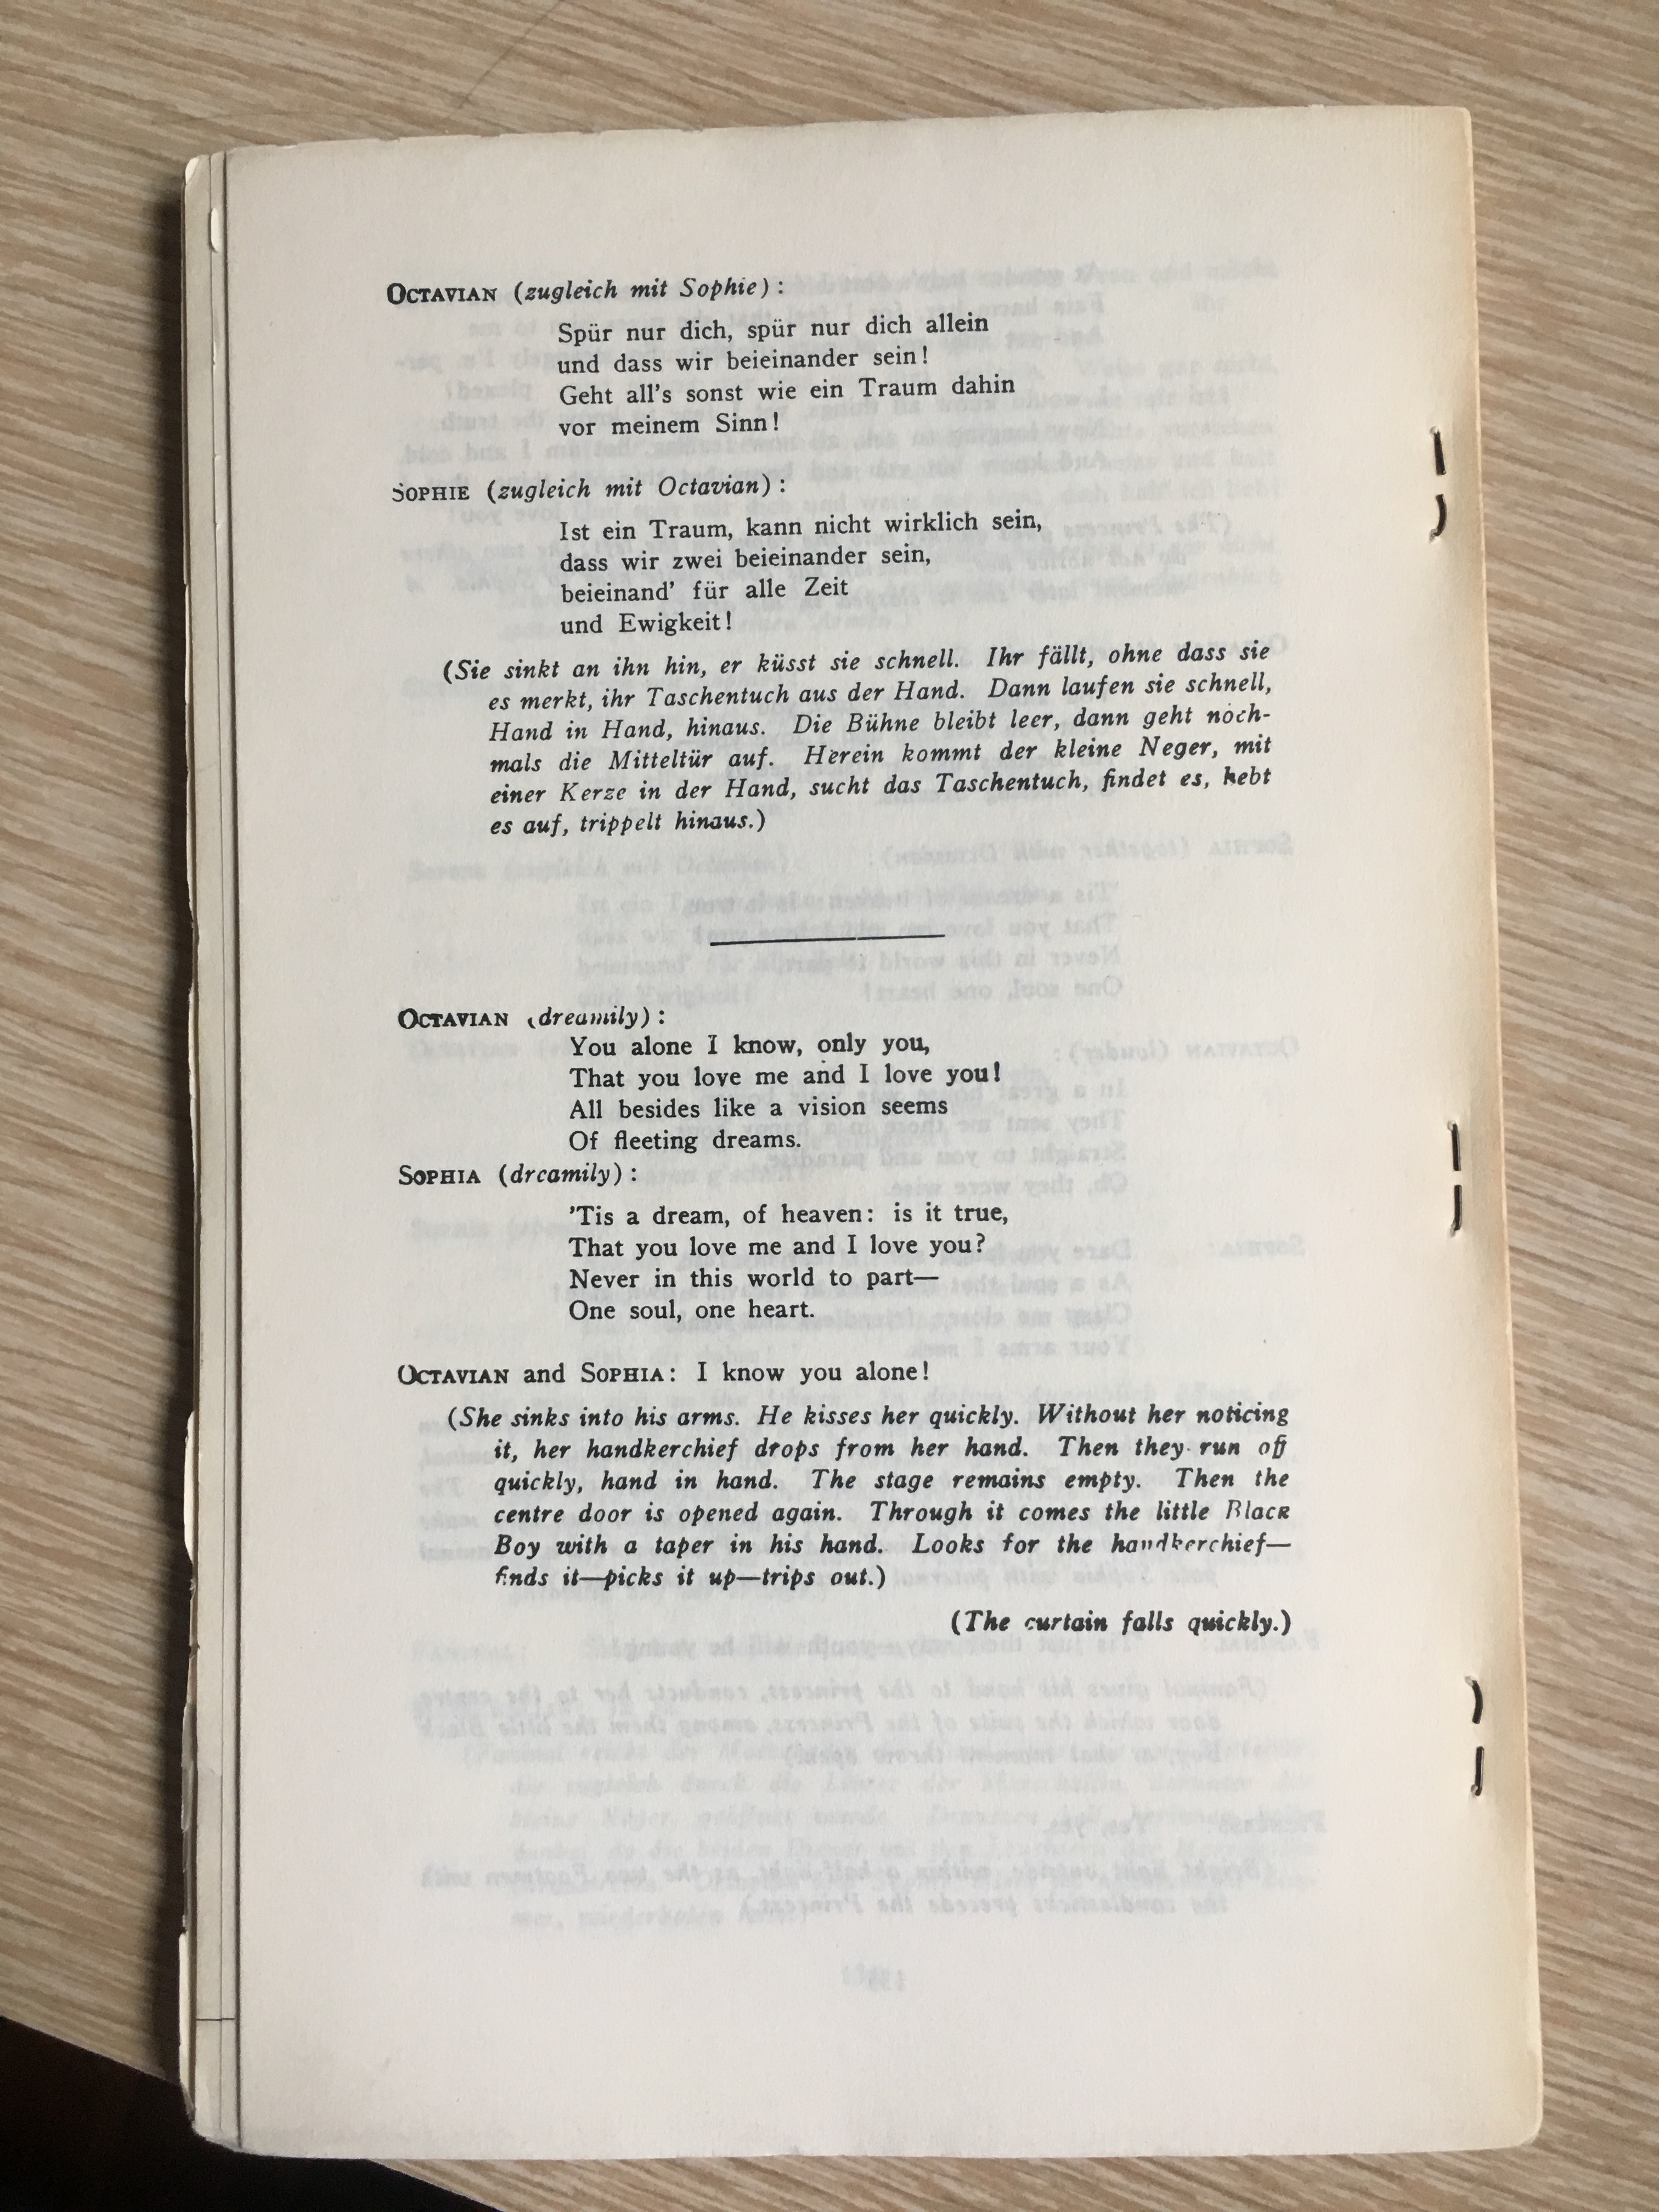 OCTAVIAN (zugleich mit Sophie):
Spür nur dich, spür nur dich allein
und dass wir beieinander sein!
Geht all's sonst wie ein Traum dahin
vor meinem Sinn!
SOPHIE (zugleich mit Octavian):
Ist ein Traum, kann nicht wirklich sein,
dass wir zwei beieinander sein,
beieinand' für alle Zeit
und Ewigkeit!
(Sie sinkt an ihn hin, er küsst sie schnell. Ihr fällt, ohne dass sie
es merkt, ihr Taschentuch aus der Hand. Dann laufen sie schnell,
Hand in Hand, hinaus. Die Bühne bleibt leer, dann geht noch-
mals die Mitteltür auf. Herein kommt der kleine Neger, mit
einer Kerze in der Hand, sucht das Taschentuch, findet es, hebt
es auf, trippelt hinaus.)
OCTAVIAN (dreamily):
You alone I know, only you,
That you love me and I love you!
All besides like a vision seems
Of fleeting dreams.
SOPHIA (dreamily):
'Tis a dream, of heaven: is it true,
That you love me and I love you?
Never in this world to part—
One soul, one heart.
OCTAVIAN and SOPHIA: I know you alone!
(She sinks into his arms. He kisses her quickly. Without her noticing
it, her handkerchief drops from her hand. Then they run off
quickly, hand in hand. The stage remains empty. Then the
centre door is opened again. Through it comes the little Black
Boy with a taper in his hand. Looks for the handkerchief—
finds it—picks it up—trips out.)
(The curtain falls quickly.)